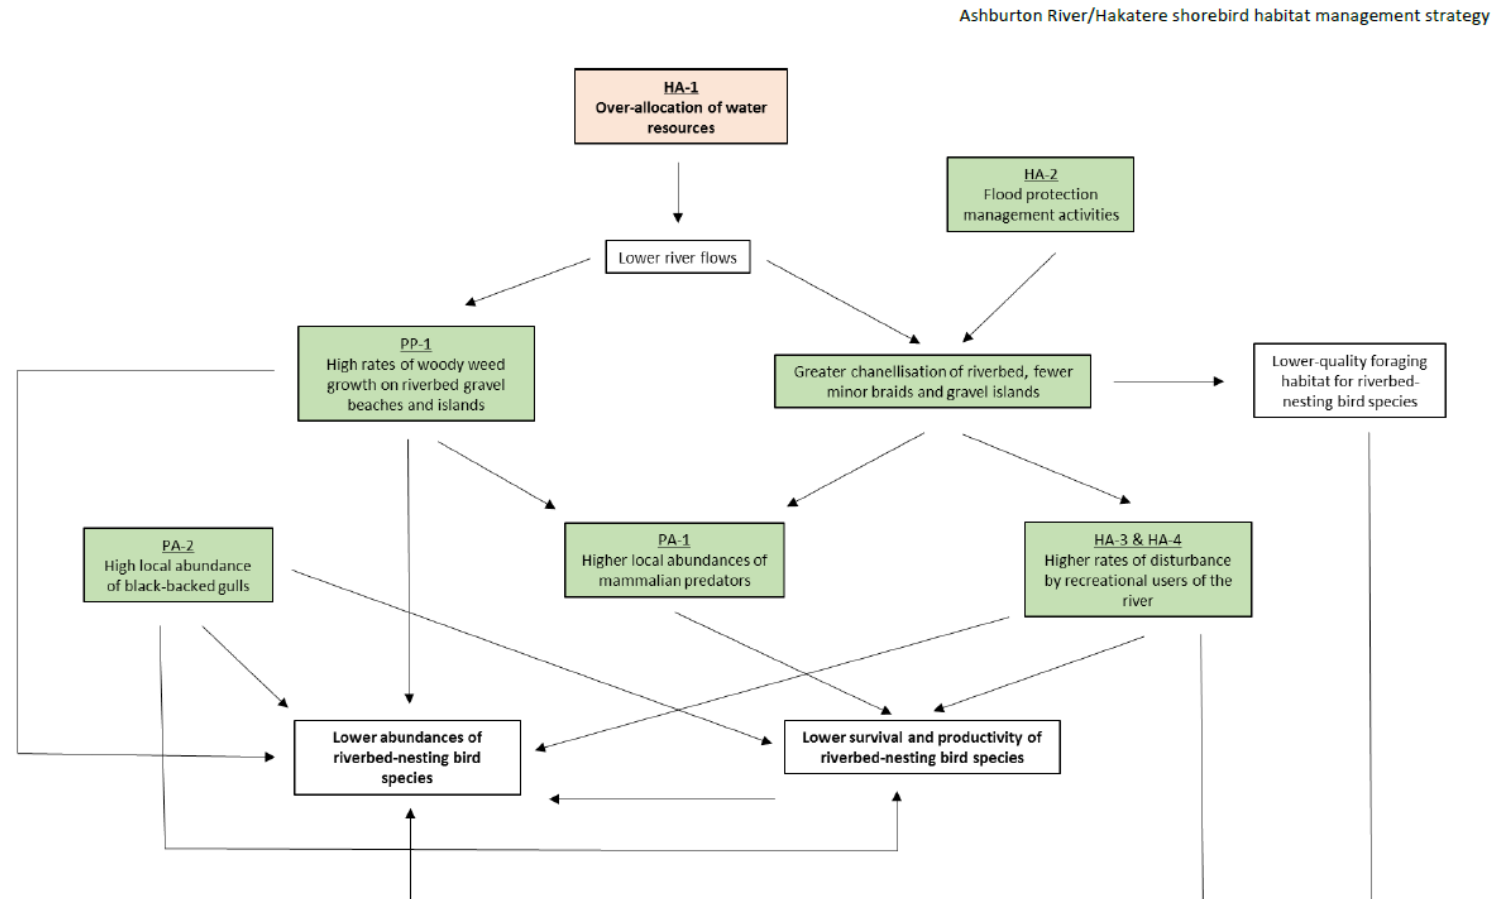 Ashburton River/Hakatere shorebird habitat management strategy
HA-1
Over-allocation of water
resources
HA-2
Flood protection
management activities
Lower river flows
PP-1
High rates of woody weed
growth on riverbed gravel
beaches and islands
Greater chanellisation of riverbed, fewer
minor braids and gravel islands
Lower-quality foraging
habitat for riverbed-
nesting bird species
PA-2
High local abundance
of black-backed gulls
PA-1
Higher local abundances of
mammalian predators
HA-3 & HA-4
Higher rates of disturbance
by recreational users of the
river
Lower abundances of
riverbed-nesting bird
species
Lower survival and productivity of
riverbed-nesting bird species